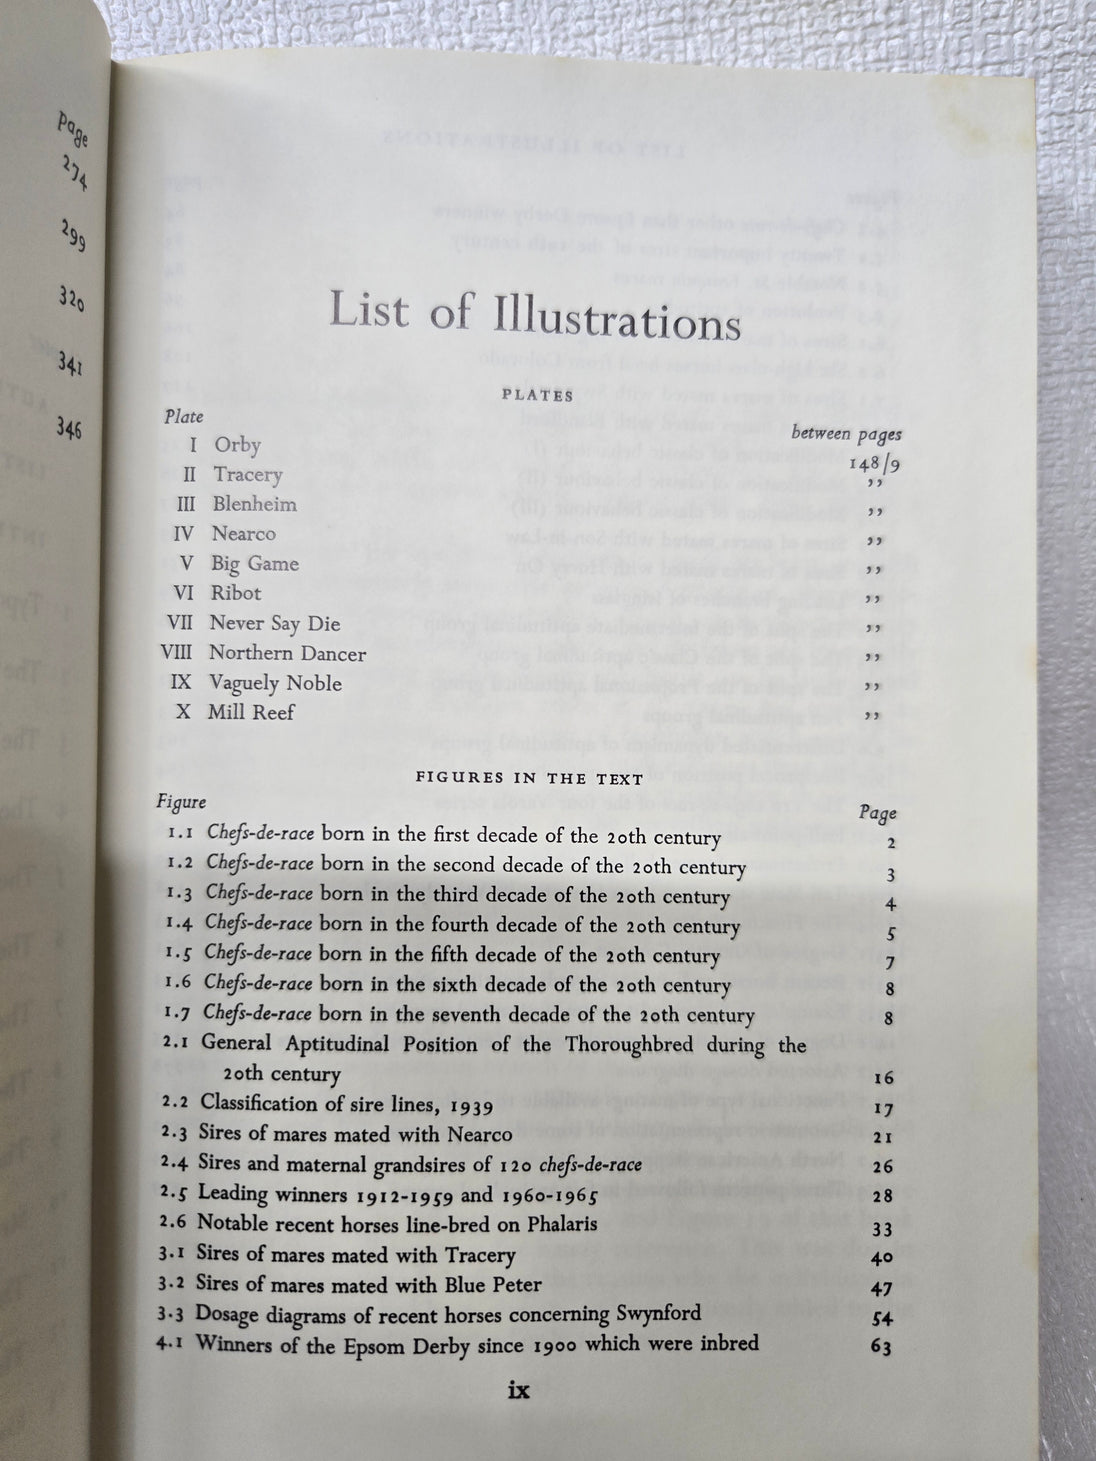 Page
274
299
320
341
346
List of Illustrations
PLATES
Plate
between pages
I Orby 148/9
II Tracery ,,
III Blenheim ,,
IV Nearco ,,
V Big Game ,,
VI Ribot ,,
VII Never Say Die ,,
VIII Northern Dancer ,,
IX Vaguely Noble ,,
X Mill Reef ,,
FIGURES IN THE TEXT
Figure Page
1.1 Chefs-de-race born in the first decade of the 20th century 2
1.2 Chefs-de-race born in the second decade of the 20th century 3
1.3 Chefs-de-race born in the third decade of the 20th century 4
1.4 Chefs-de-race born in the fourth decade of the 20th century 5
1.5 Chefs-de-race born in the fifth decade of the 20th century 7
1.6 Chefs-de-race born in the sixth decade of the 20th century 8
1.7 Chefs-de-race born in the seventh decade of the 20th century 8
2.1 General Aptitudinal Position of the Thoroughbred during the
20th century 16
2.2 Classification of sire lines, 1939 17
2.3 Sires of mares mated with Nearco 21
2.4 Sires and maternal grandsires of 120 chefs-de-race 26
2.5 Leading winners 1912-1959 and 1960-1965 28
2.6 Notable recent horses line-bred on Phalaris 33
3.1 Sires of mares mated with Tracery 40
3.2 Sires of mares mated with Blue Peter 47
3.3 Dosage diagrams of recent horses concerning Swynford 54
4.1 Winners of the Epsom Derby since 1900 which were inbred 63
ix